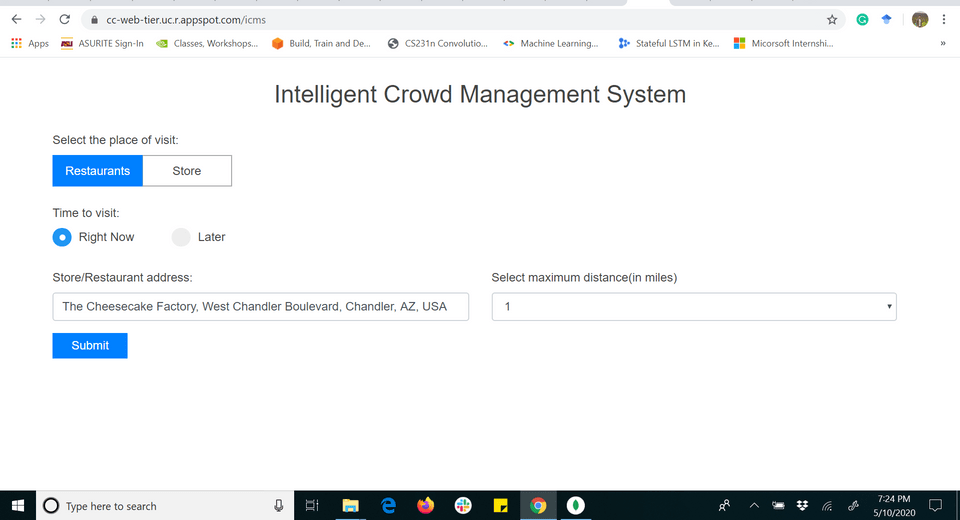 cc-web-tier.uc.r.appspot.com/icms
Apps ASURITE Sign-In Classes, Workshops... Build, Train and De... CS231n Convolutio... Machine Learning... Stateful LSTM in Ke... Micorsoft Internshi... »
Intelligent Crowd Management System
Select the place of visit:
Restaurants Store
Time to visit:
Right Now Later
Store/Restaurant address: Select maximum distance(in miles)
The Cheesecake Factory, West Chandler Boulevard, Chandler, AZ, USA 1
Submit
Type here to search
7:24 PM
5/10/2020